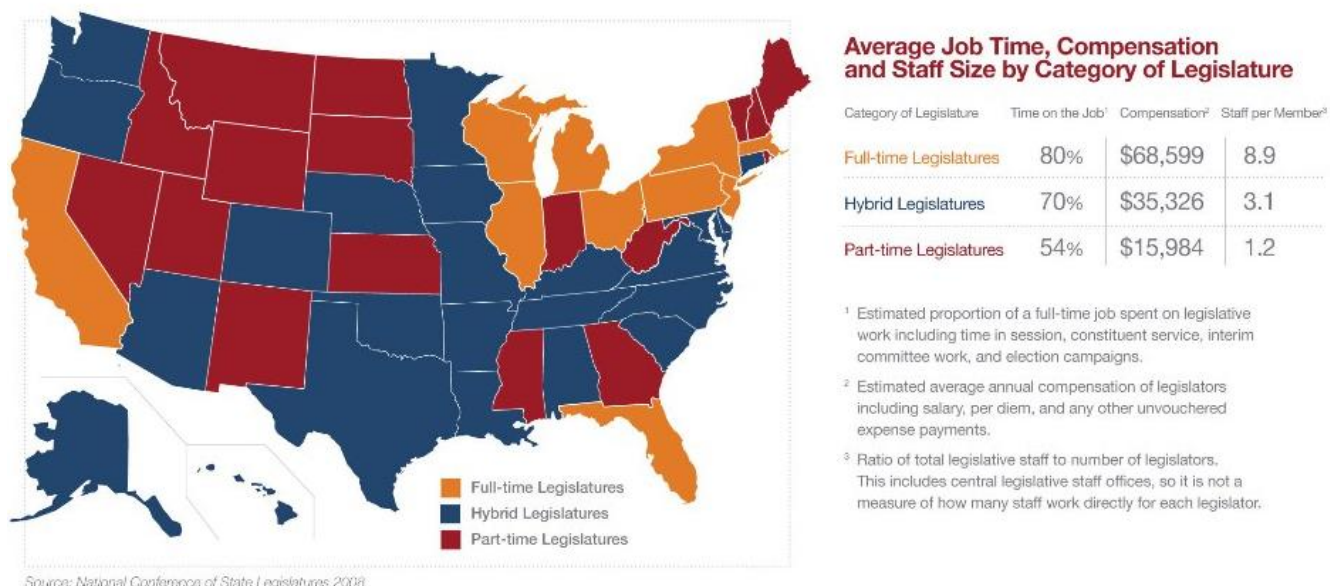 Average Job Time, Compensation
and Staff Size by Category of Legislature
Category of Legislature Time on the Job¹ Compensation² Staff per Member³
Full-time Legislatures 80% $68,599 8.9
Hybrid Legislatures 70% $35,326 3.1
Part-time Legislatures 54% $15,984 1.2
¹ Estimated proportion of a full-time job spent on legislative
work including time in session, constituent service, interim
committee work, and election campaigns.
² Estimated average annual compensation of legislators
including salary, per diem, and any other unvouchered
expense payments.
³ Ratio of total legislative staff to number of legislators.
This includes central legislative staff offices, so it is not a
measure of how many staff work directly for each legislator.
Full-time Legislatures
Hybrid Legislatures
Part-time Legislatures
Source: National Conference of State Legislatures 2008